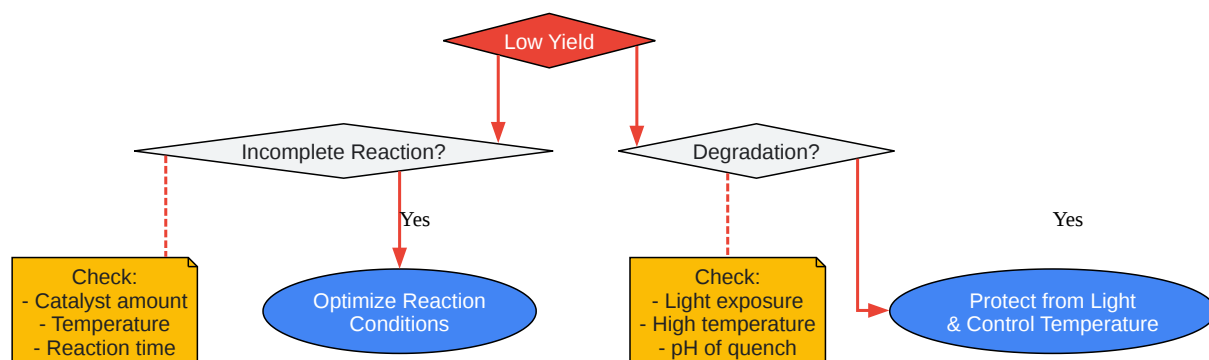 Low Yield
Incomplete Reaction?
Degradation?
Yes
Yes
Check:
- Catalyst amount
- Temperature
- Reaction time
Optimize Reaction
Conditions
Check:
- Light exposure
- High temperature
- pH of quench
Protect from Light
& Control Temperature